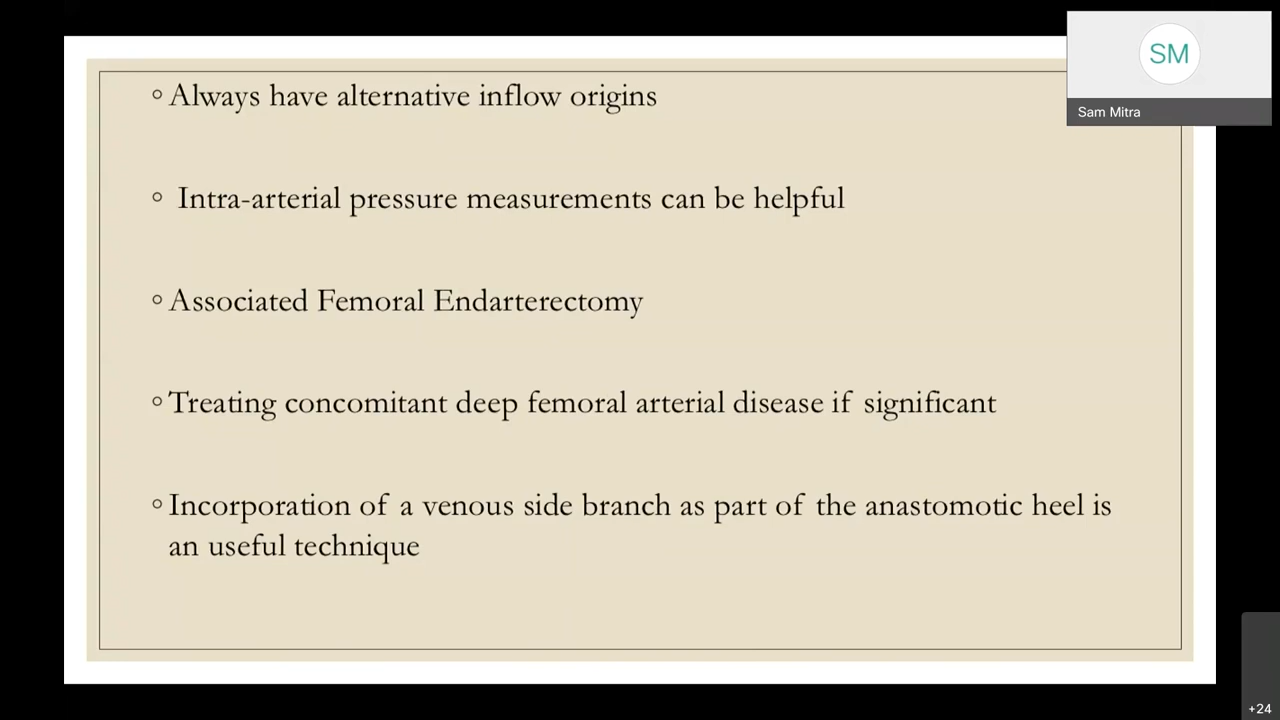 ◦ Always have alternative inflow origins
◦ Intra-arterial pressure measurements can be helpful
◦ Associated Femoral Endarterectomy
◦ Treating concomitant deep femoral arterial disease if significant
◦ Incorporation of a venous side branch as part of the anastomotic heel is
an useful technique
SM
Sam Mitra
+24